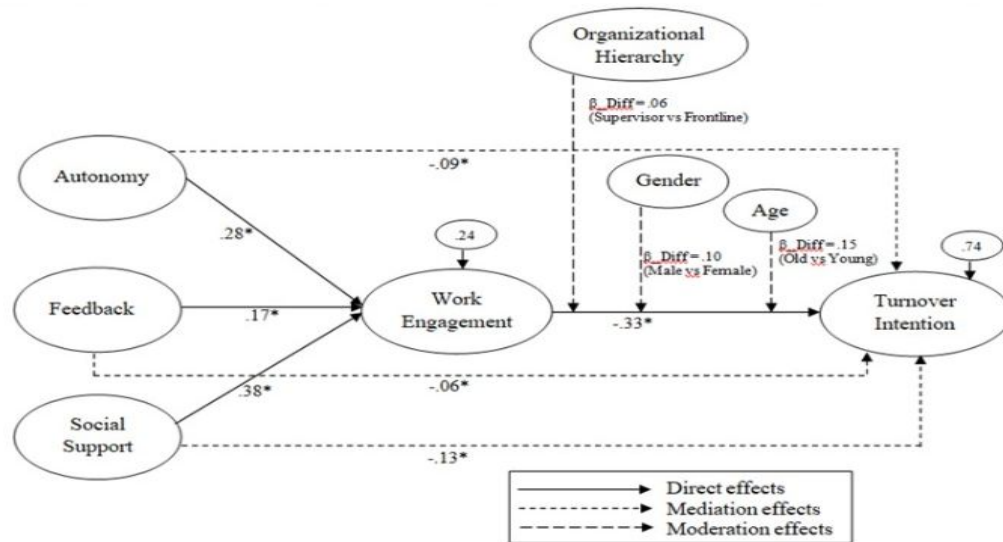 Organizational
Hierarchy
β_Diff = .06
(Supervisor vs Frontline)
-.09*
Autonomy
Gender
Age
.28*
.24
β_Diff = .10
(Male vs Female)
β_Diff = .15
(Old vs Young)
.74
Feedback
.17*
Work
Engagement
-.33*
Turnover
Intention
.38*
-.06*
Social
Support
-.13*
Direct effects
Mediation effects
Moderation effects